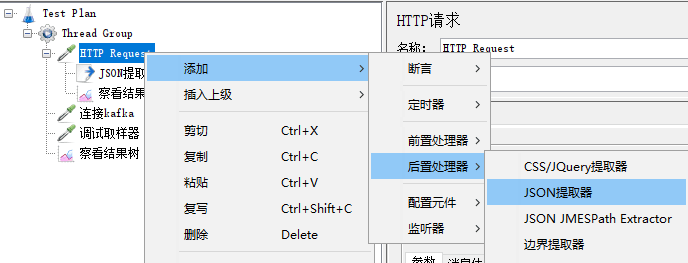 Test Plan
Thread Group
HTTP Request
JSON提取
察看结果
连接kafka
调试取样器
察看结果树
添加
插入上级
剪切 Ctrl+X
复制 Ctrl+C
粘贴 Ctrl+V
复写 Ctrl+Shift+C
删除 Delete
断言
定时器
前置处理器
后置处理器
配置元件
监听器
CSS/JQuery提取器
JSON提取器
JSON JMESPath Extractor
边界提取器
HTTP请求
名称: HTTP Request
参数